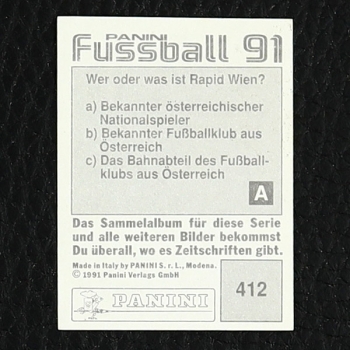 PANINI
Fussball 91
Wer oder was ist Rapid Wien?
a) Bekannter österreichischer
Nationalspieler
b) Bekannter Fußballklub aus
Österreich
c) Das Bahnabteil des Fußball-
klubs aus Österreich
A
Das Sammelalbum für diese Serie
und alle weiteren Bilder bekommst
Du überall, wo es Zeitschriften gibt.
Made in Italy by PANINI S.r.L., Modena.
© 1991 Panini Verlags GmbH
PANINI
412